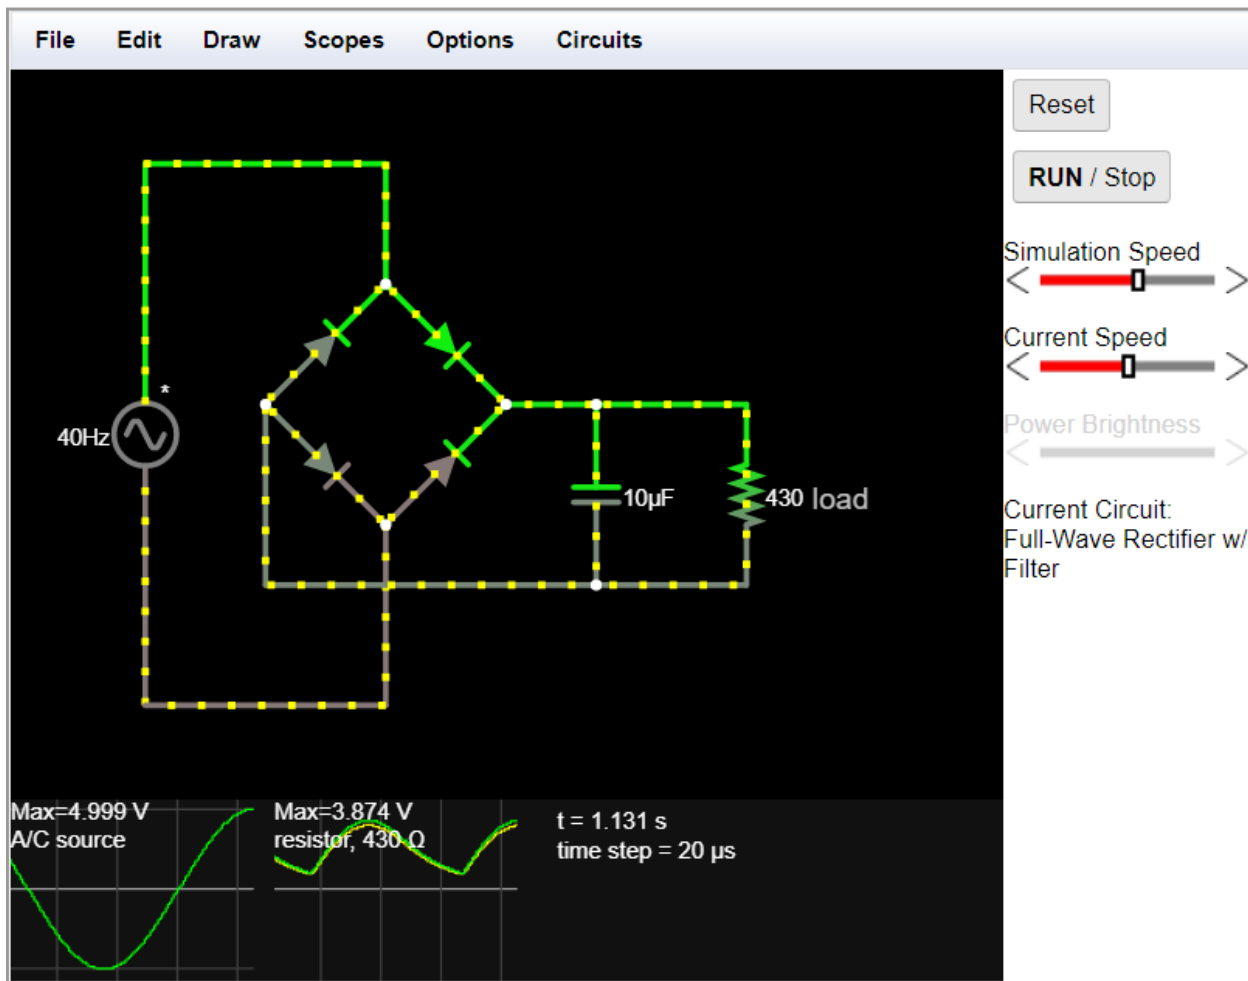 File Edit Draw Scopes Options Circuits
Reset
RUN / Stop
Simulation Speed
Current Speed
Power Brightness
Current Circuit:
Full-Wave Rectifier w/
Filter
*
40Hz
10µF
430 load
Max=4.999 V
A/C source
Max=3.874 V
resistor, 430 Ω
t = 1.131 s
time step = 20 µs